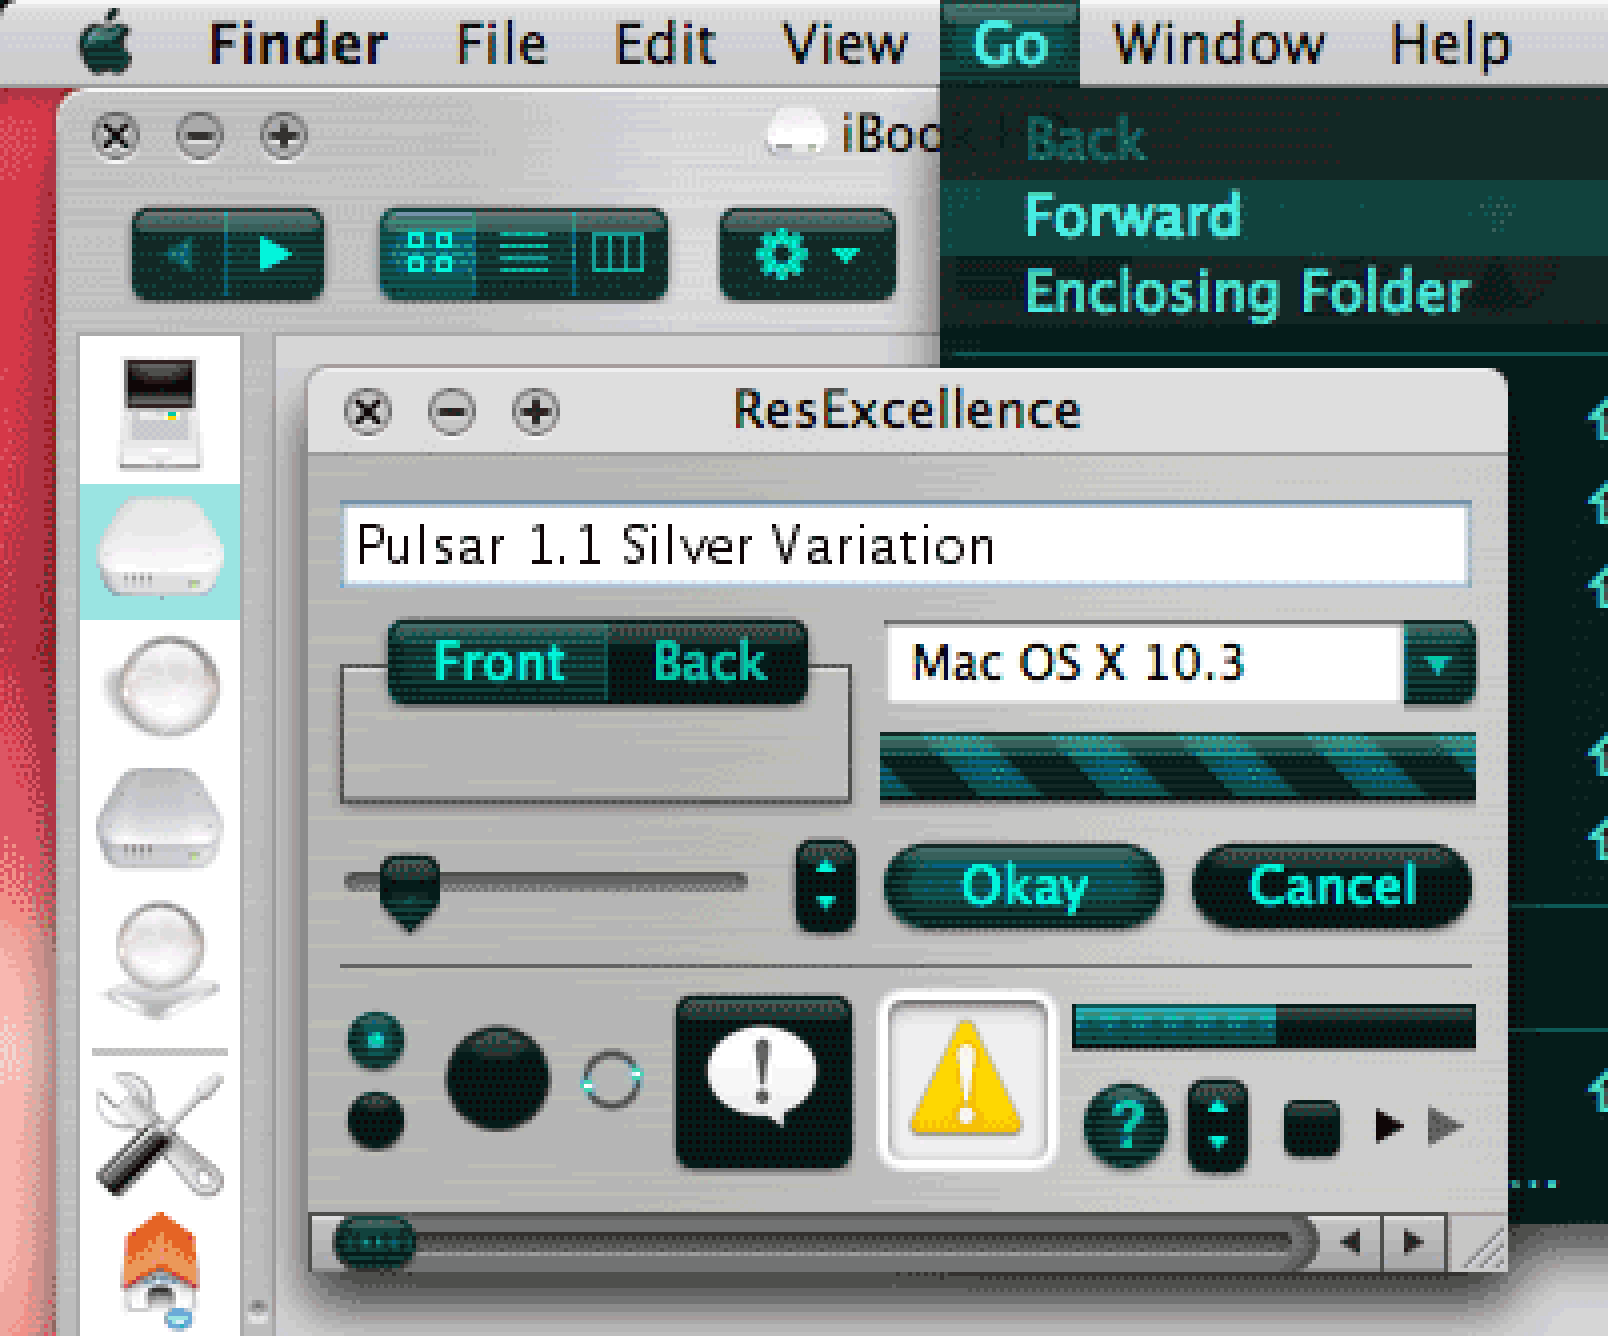 Finder File Edit View Go Window Help
iBoo
Back
Forward
Enclosing Folder
ResExcellence
Pulsar 1.1 Silver Variation
Front Back
Mac OS X 10.3
Okay Cancel
!
!
?
...